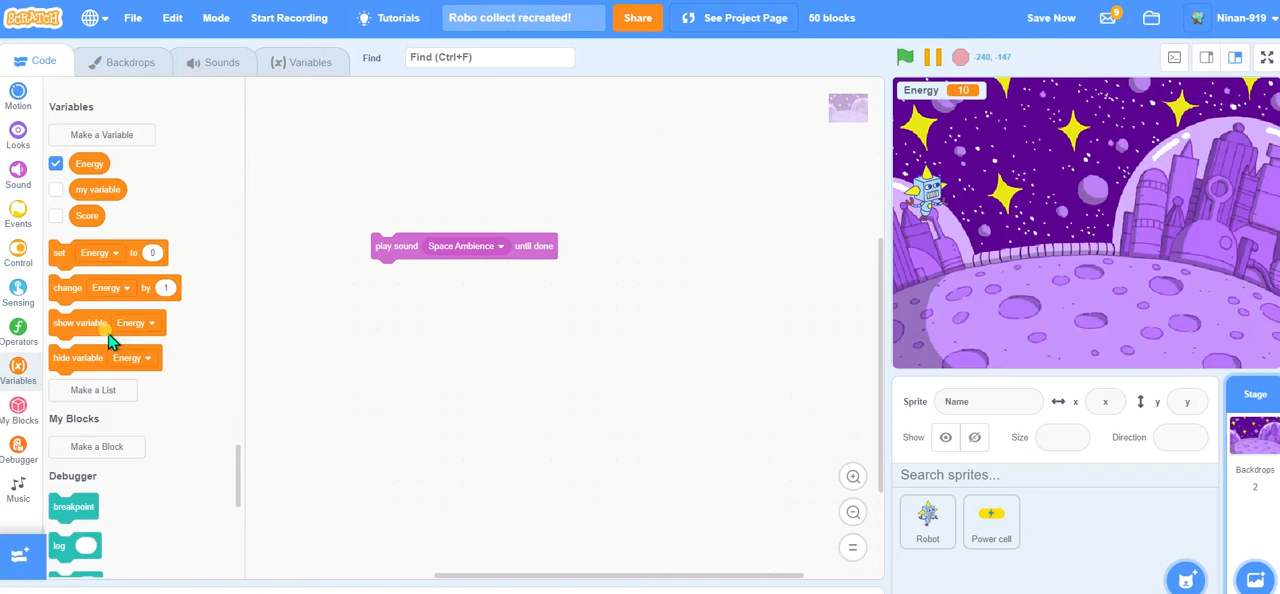 SCRATCH File Edit Mode Start Recording Tutorials Robo collect recreated! Share See Project Page 50 blocks Save Now 9 Ninan-919
Code Backdrops Sounds (x) Variables Find Find (Ctrl+F) -240, -147
Motion
Looks
Sound
Events
Control
Sensing
Operators
Variables
My Blocks
Debugger
Music
Variables
Make a Variable
Energy
my variable
Score
set Energy to 0
change Energy by 1
show variable Energy
hide variable Energy
Make a List
My Blocks
Make a Block
Debugger
breakpoint
log
play sound Space Ambience until done
Energy 10
Sprite Name x x y y
Show Size Direction
Search sprites...
Robot Power cell
Stage
Backdrops
2